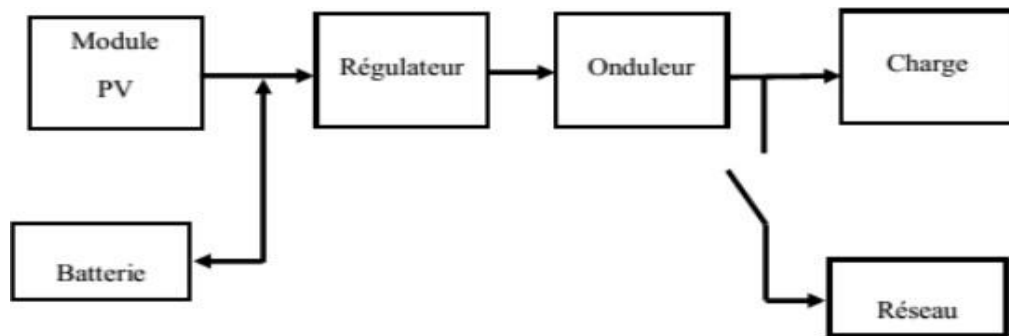 Module
PV
Régulateur
Onduleur
Charge
Batterie
Réseau